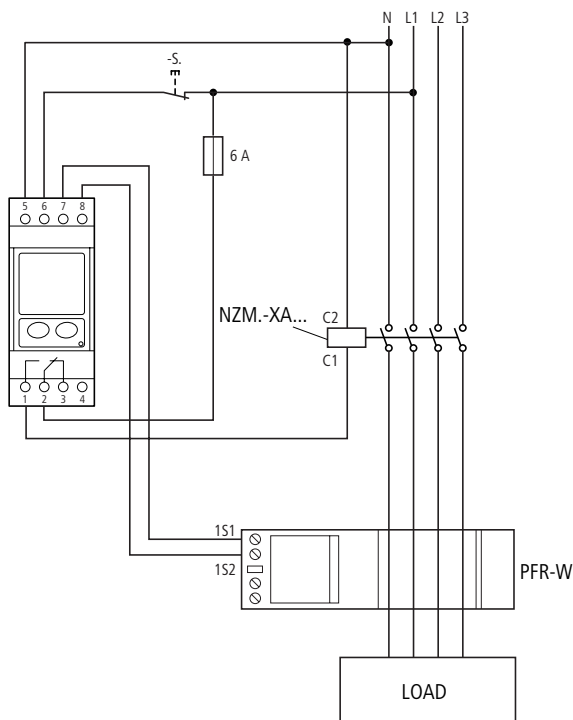 N L1 L2 L3
-S.
6 A
5 6 7 8
NZM.-XA...
C2
C1
1 2 3 4
1S1
1S2
PFR-W
LOAD